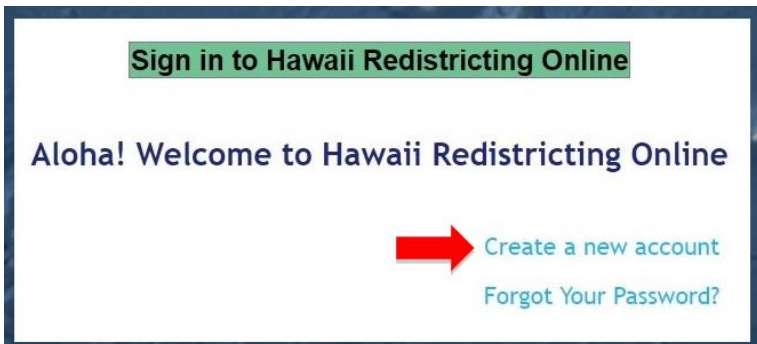 Sign in to Hawaii Redistricting Online
Aloha! Welcome to Hawaii Redistricting Online
Create a new account
Forgot Your Password?